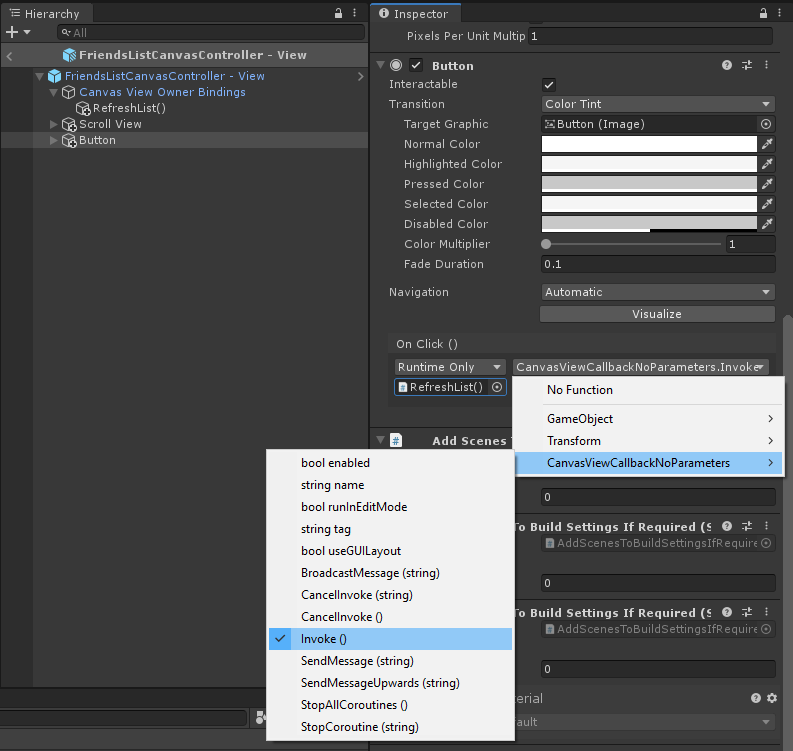 Hierarchy
All
FriendsListCanvasController - View
FriendsListCanvasController - View
Canvas View Owner Bindings
RefreshList()
Scroll View
Button
Inspector
Pixels Per Unit Multip 1
Button
Interactable
Transition Color Tint
Target Graphic Button (Image)
Normal Color
Highlighted Color
Pressed Color
Selected Color
Disabled Color
Color Multiplier 1
Fade Duration 0.1
Navigation Automatic
Visualize
On Click ()
Runtime Only CanvasViewCallbackNoParameters.Invoke
RefreshList()
No Function
GameObject
Transform
CanvasViewCallbackNoParameters
# Add Scenes
bool enabled
string name
bool runInEditMode
string tag
bool useGUILayout
BroadcastMessage (string)
CancelInvoke (string)
CancelInvoke ()
Invoke ()
SendMessage (string)
SendMessageUpwards (string)
StopAllCoroutines ()
StopCoroutine (string)
0
To Build Settings If Required (S
AddScenesToBuildSettingsIfRequire
0
To Build Settings If Required (S
AddScenesToBuildSettingsIfRequire
0
terial
ault